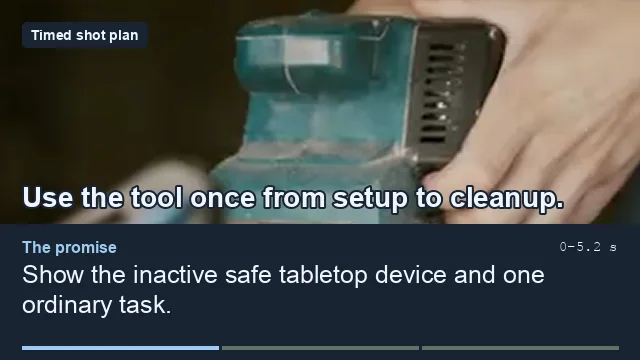 Timed shot plan
Use the tool once from setup to cleanup.
The promise
0–5.2 s
Show the inactive safe tabletop device and one
ordinary task.